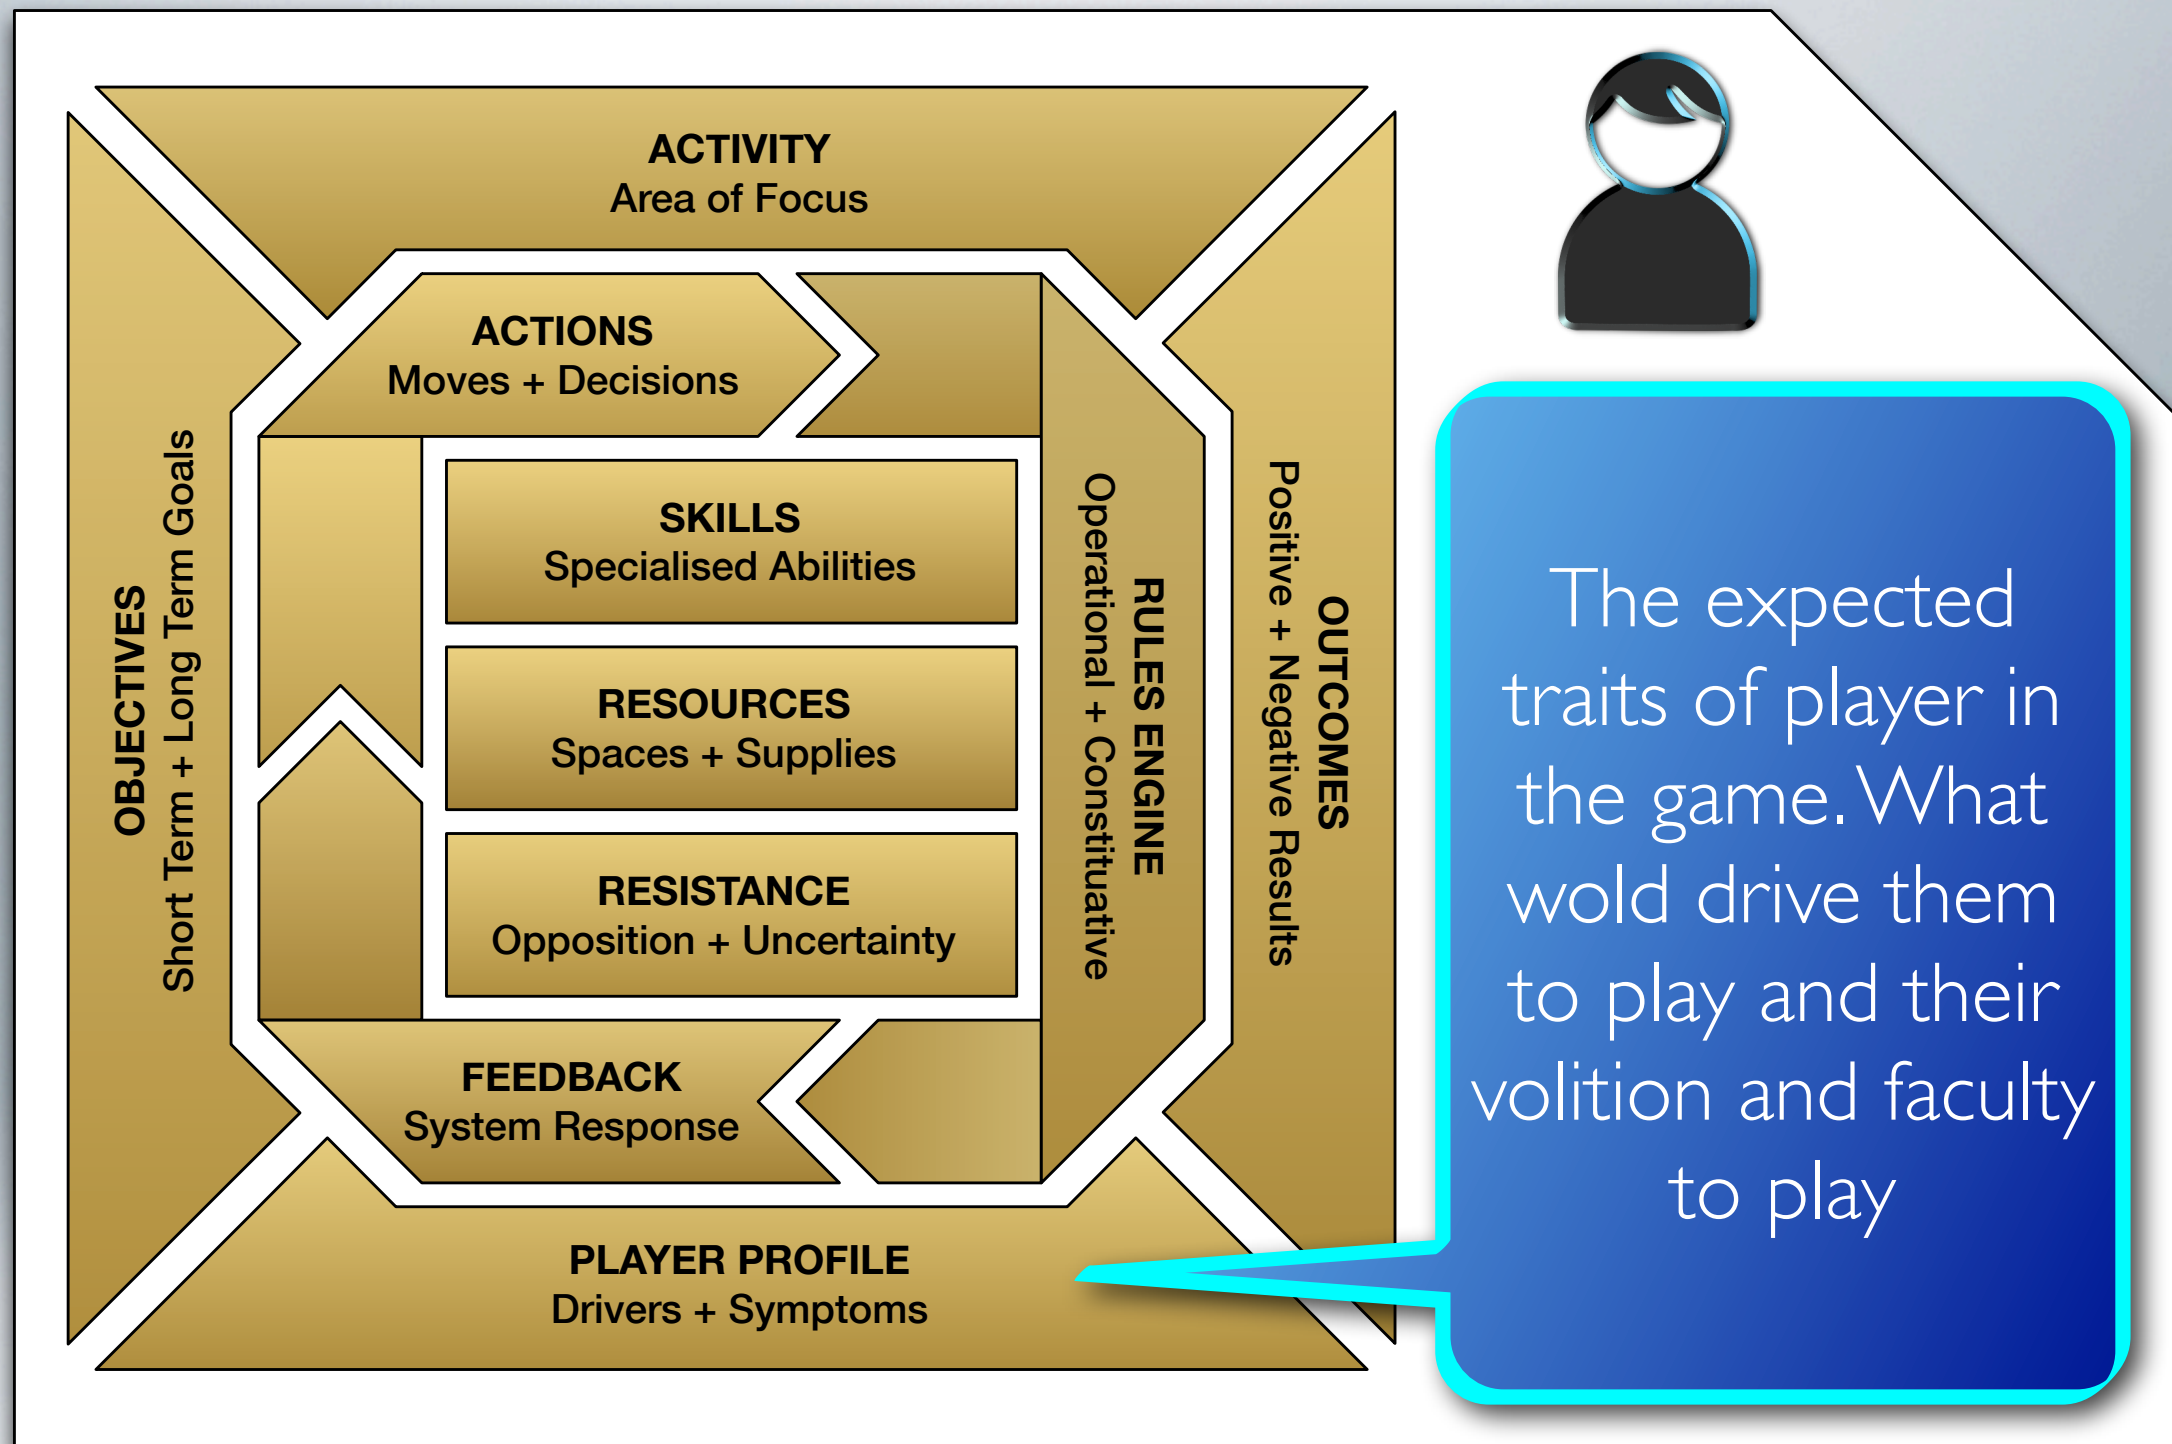 ACTIVITY
Area of Focus
ACTIONS
Moves + Decisions
SKILLS
Specialised Abilities
RESOURCES
Spaces + Supplies
RESISTANCE
Opposition + Uncertainty
FEEDBACK
System Response
PLAYER PROFILE
Drivers + Symptoms
OBJECTIVES
Short Term + Long Term Goals
RULES ENGINE
Operational + Constituative
OUTCOMES
Positive + Negative Results
The expected
traits of player in
the game. What
wold drive them
to play and their
volition and faculty
to play